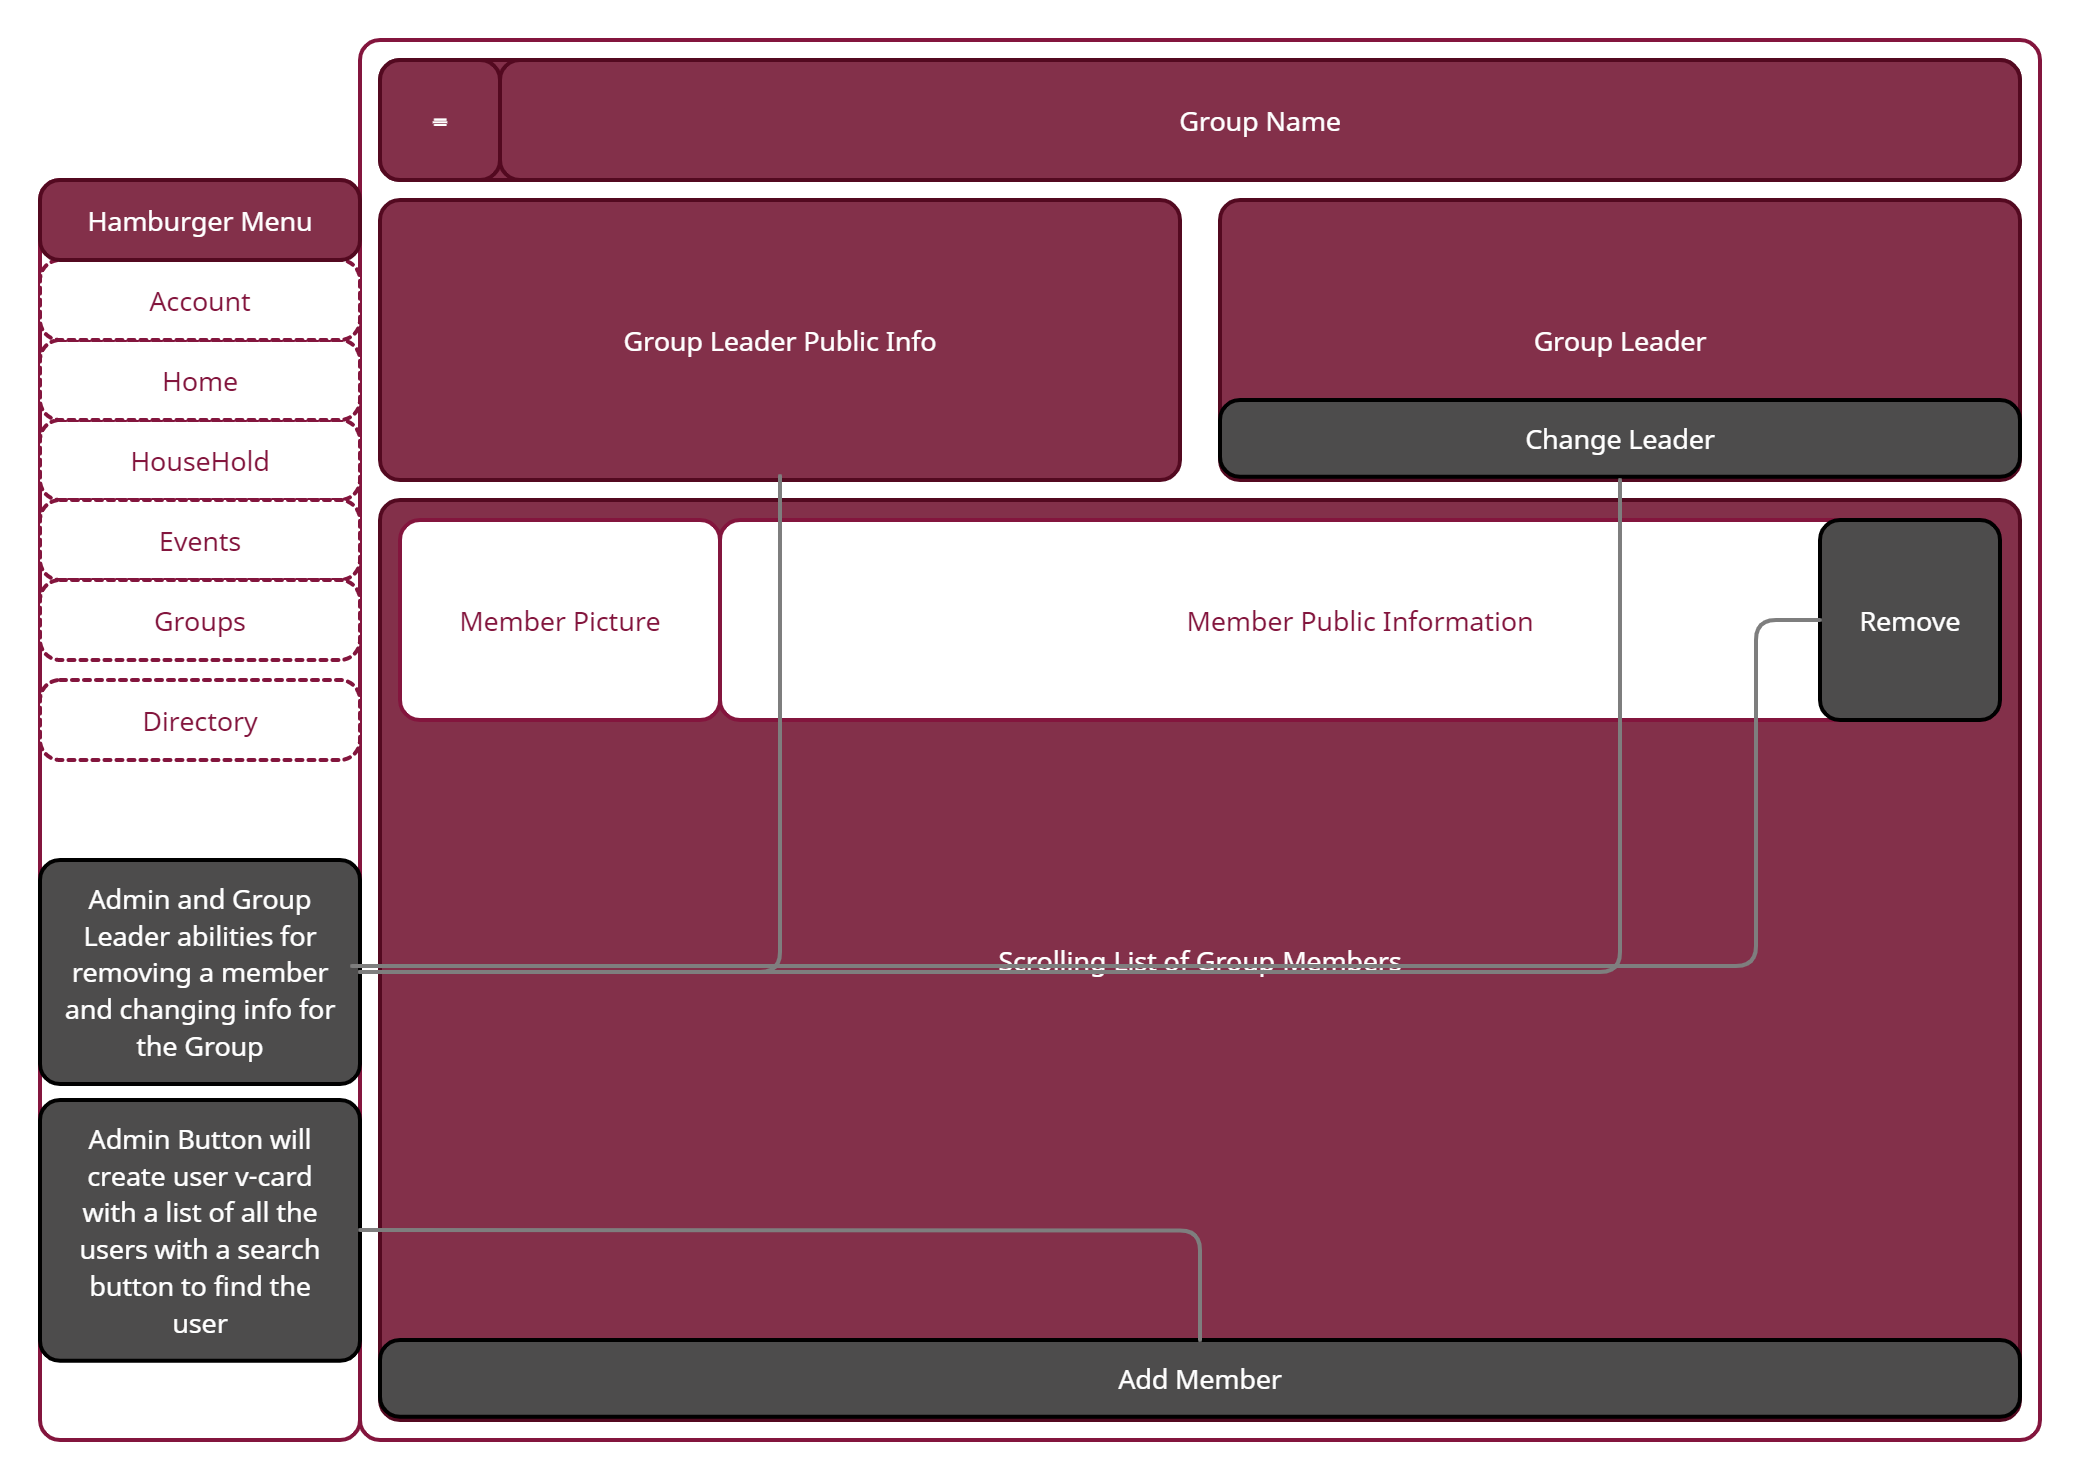 Group Name
Hamburger Menu
Account
Home
HouseHold
Events
Groups
Directory
Group Leader Public Info
Group Leader
Change Leader
Member Picture
Member Public Information
Remove
Scrolling List of Group Members
Admin and Group
Leader abilities for
removing a member
and changing info for
the Group
Admin Button will
create user v-card
with a list of all the
users with a search
button to find the
user
Add Member